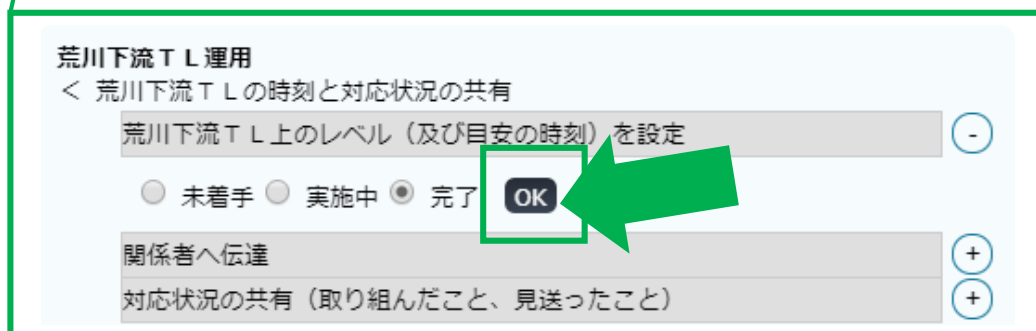 荒川下流ＴＬ運用
＜ 荒川下流ＴＬの時刻と対応状況の共有
荒川下流ＴＬ上のレベル（及び目安の時刻）を設定 -
未着手 実施中 完了 OK
関係者へ伝達 +
対応状況の共有（取り組んだこと、見送ったこと） +